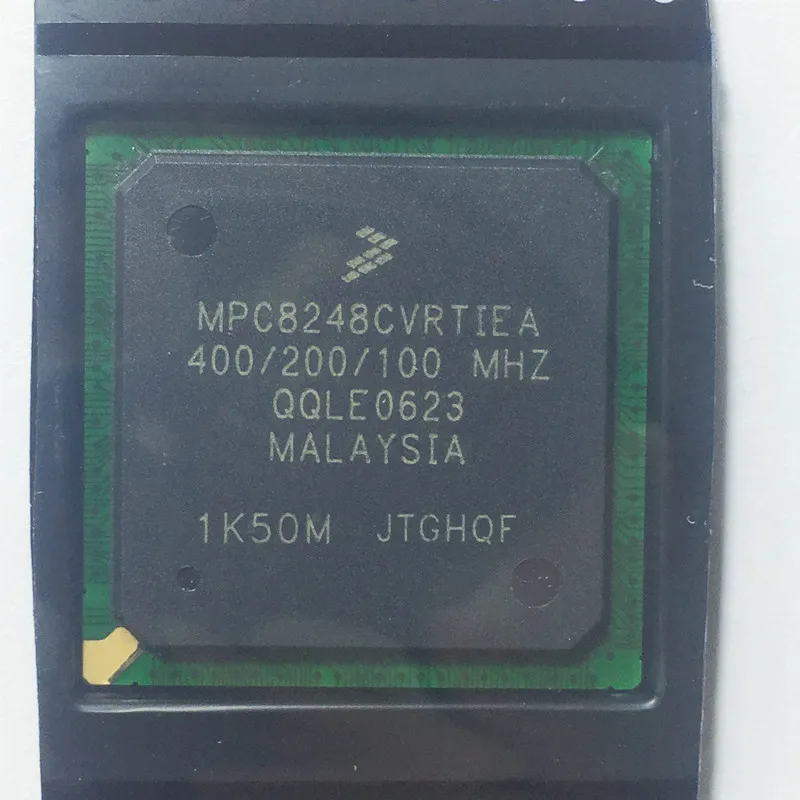 MPC8248CVRTIEA
400/200/100 MHZ
QQLE0623
MALAYSIA
1K50M JTGHQF